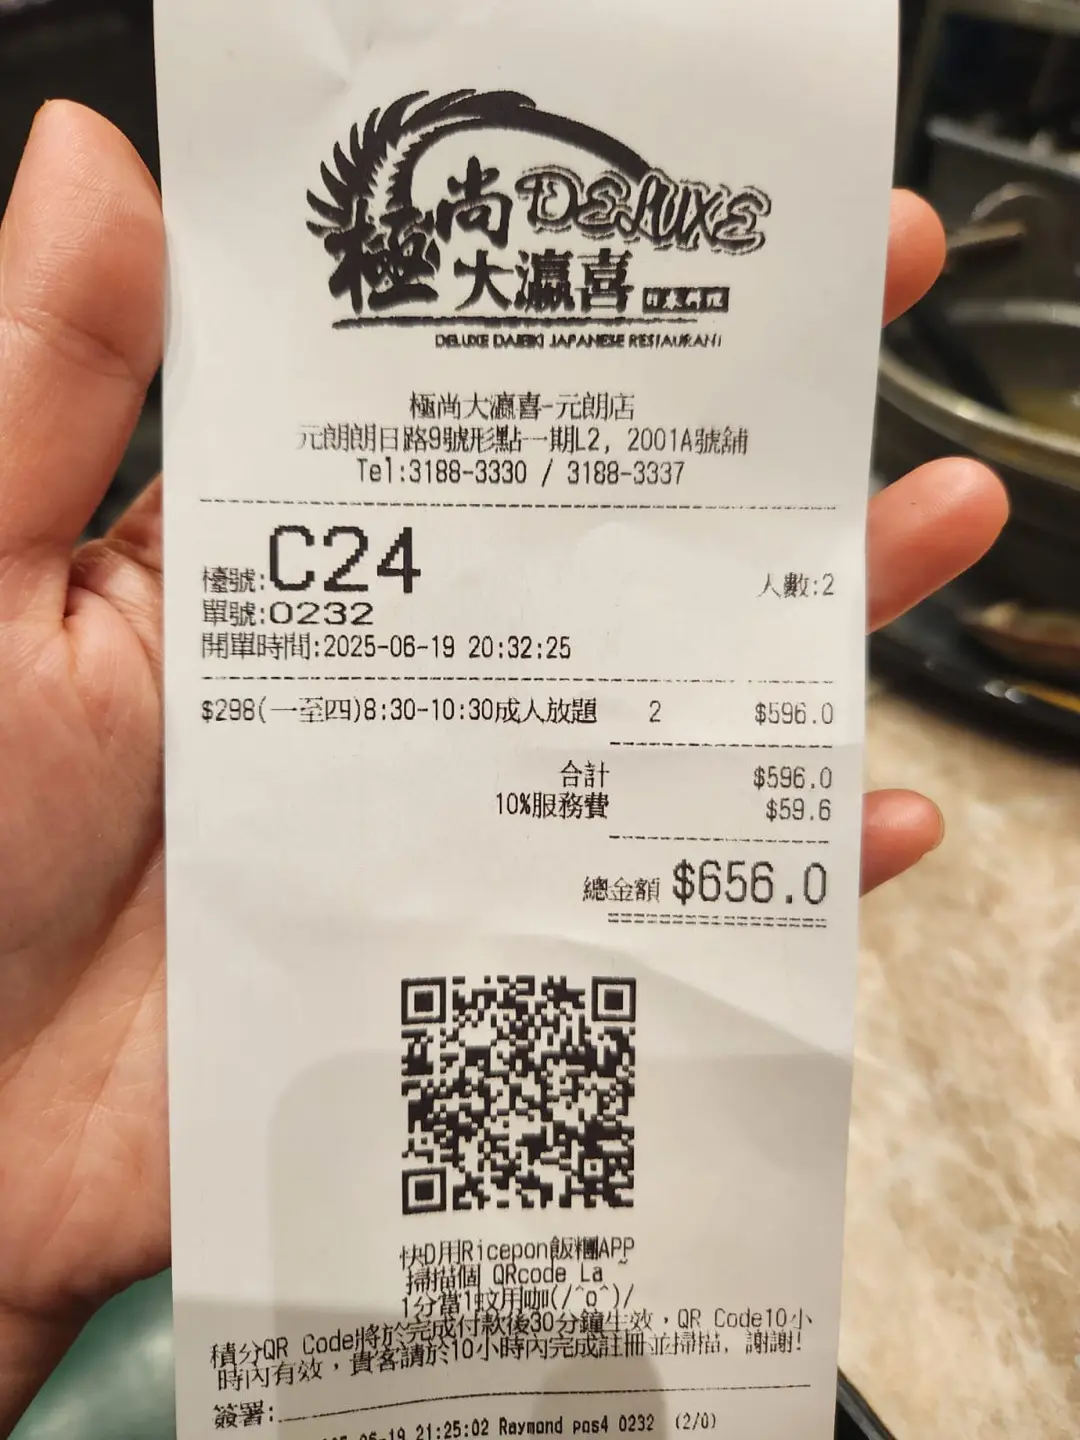 極尚 DELUXE
大瀛喜
DELUXE DAIEIKI JAPANESE RESTAURANT
極尚大瀛喜-元朗店
元朗朗日路9號形點一期L2, 2001A號舖
Tel:3188-3330 / 3188-3337
檯號:C24 人數:2
單號:0232
開單時間:2025-06-19 20:32:25
$298(一至四)8:30-10:30成人放題 2 $596.0
合計 $596.0
10%服務費 $59.6
總金額 $656.0
快D用Ricepon飯糰APP
掃描個 QRcode La~
1分當1蚊用咖(/^o^)/
積分QR Code將於完成付款後30分鐘生效，QR Code10小
時內有效，貴客請於10小時內完成註冊並掃描, 謝謝!
簽署:
06-19 21:25:02 Raymond pos4 0232 (2/0)